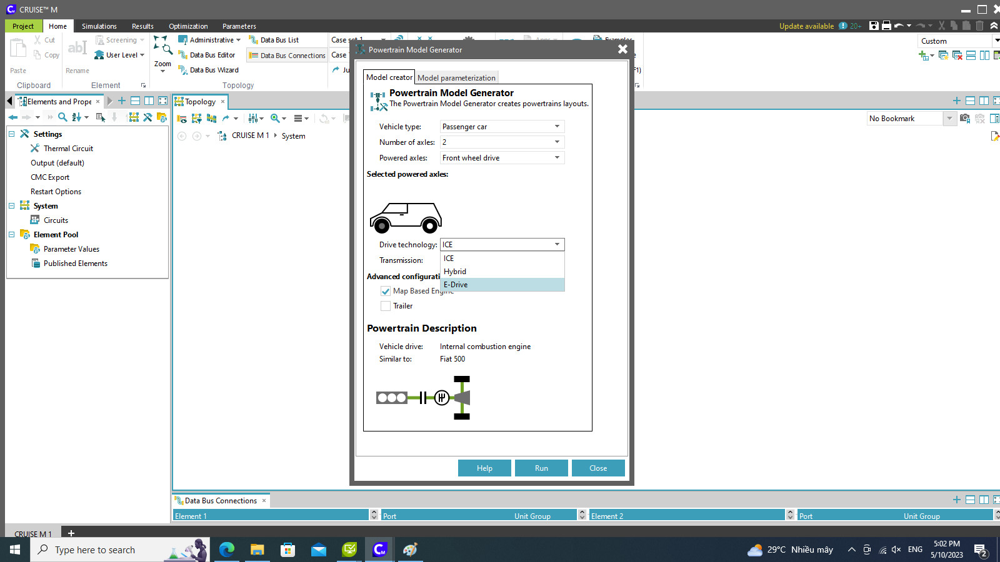 CRUISE™ M
Project Home Simulations Results Optimization Parameters Update available 20+
Cut Screening Administrative Data Bus List Case set 1 Apps Examples Custom
Copy User Level Data Bus Editor Data Bus Connections Case
Paste Rename Zoom Data Bus Wizard Ju F1)
Clipboard Element Topology
Elements and Prope Topology
No Bookmark
CRUISE M 1 System
Settings
Thermal Circuit
Output (default)
CMC Export
Restart Options
System
Circuits
Element Pool
Parameter Values
Published Elements
Powertrain Model Generator
Model creator Model parameterization
Powertrain Model Generator
The Powertrain Model Generator creates powertrains layouts.
Vehicle type: Passenger car
Number of axles: 2
Powered axles: Front wheel drive
Selected powered axles:
Drive technology: ICE
ICE
Transmission:
Hybrid
Advanced configurati
E-Drive
Map Based Engine
Trailer
Powertrain Description
Vehicle drive: Internal combustion engine
Similar to: Fiat 500
Help Run Close
Data Bus Connections
Element 1 Port Unit Group Element 2 Port Unit Group
CRUISE M 1
Type here to search
29°C Nhiều mây ENG 5:02 PM
5/10/2023 2